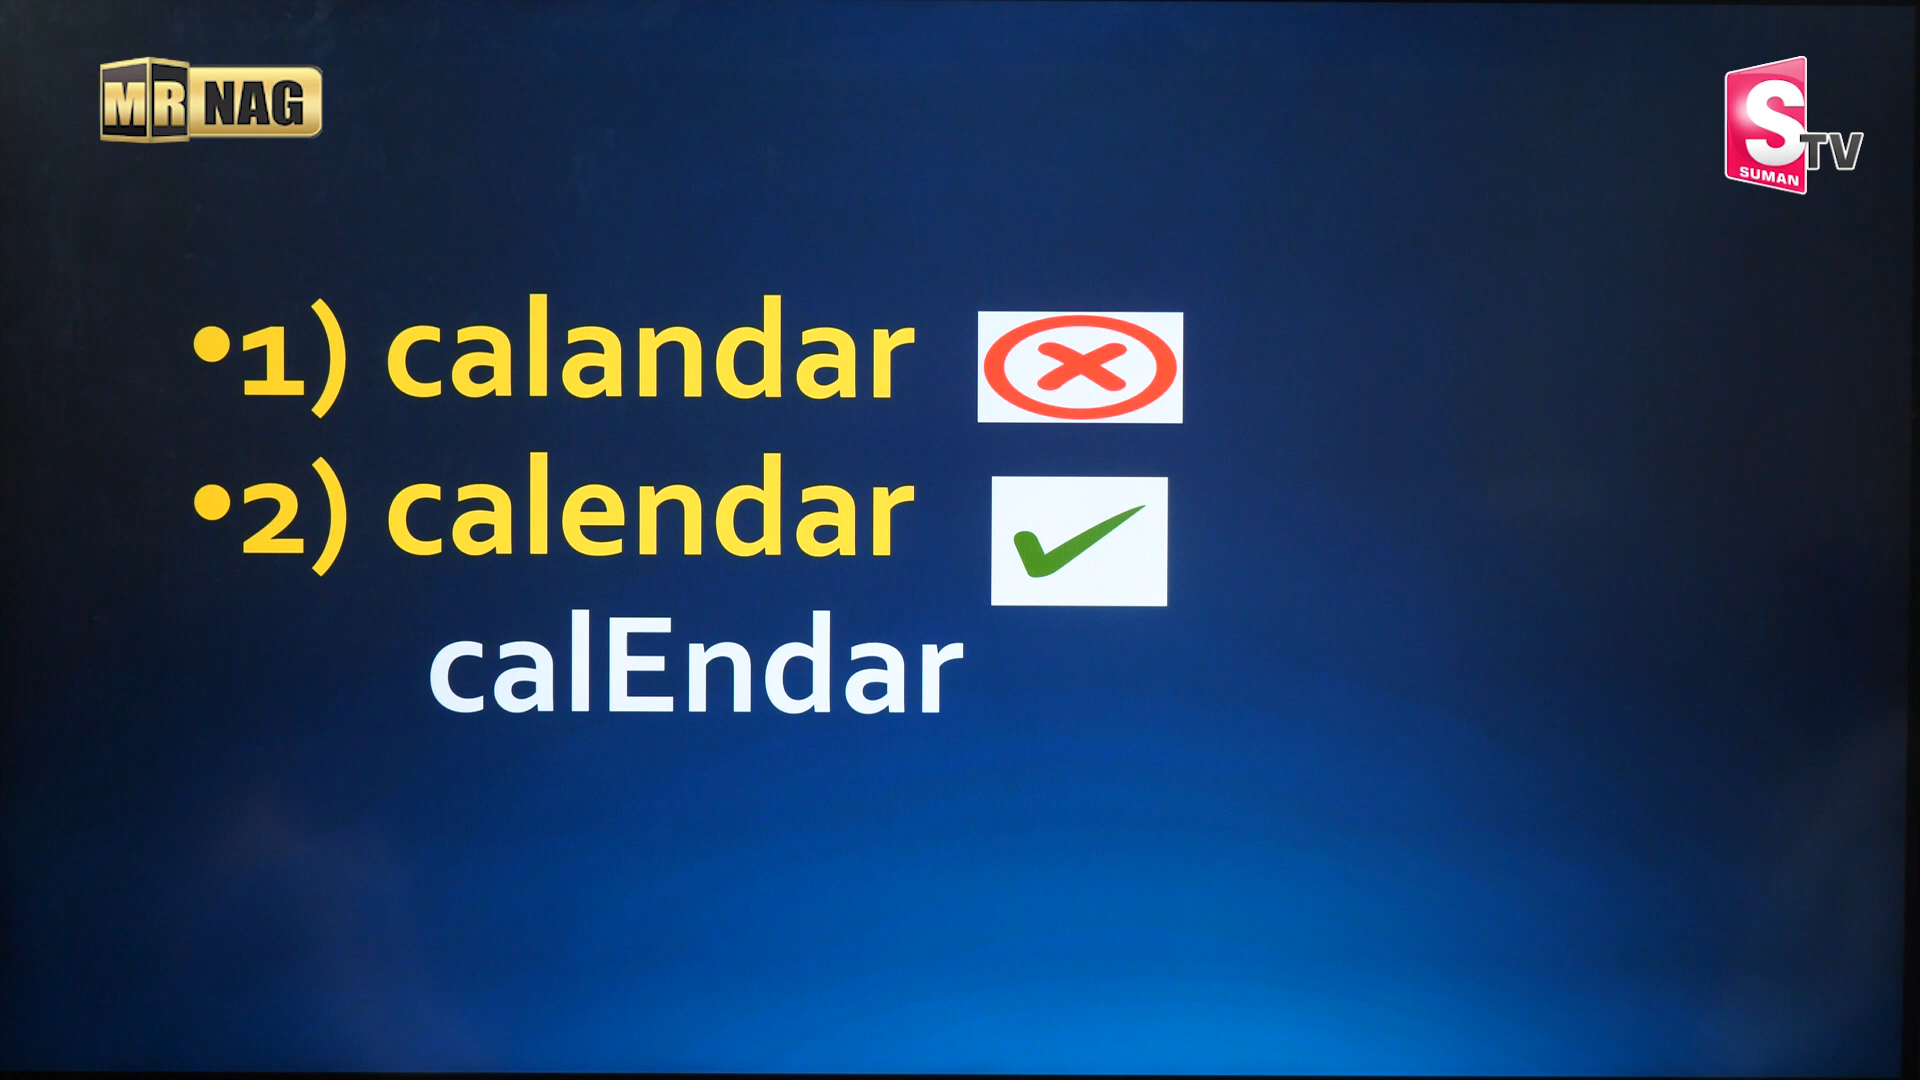 MR NAG
S TV
SUMAN
•1) calandar
•2) calendar
calEndar